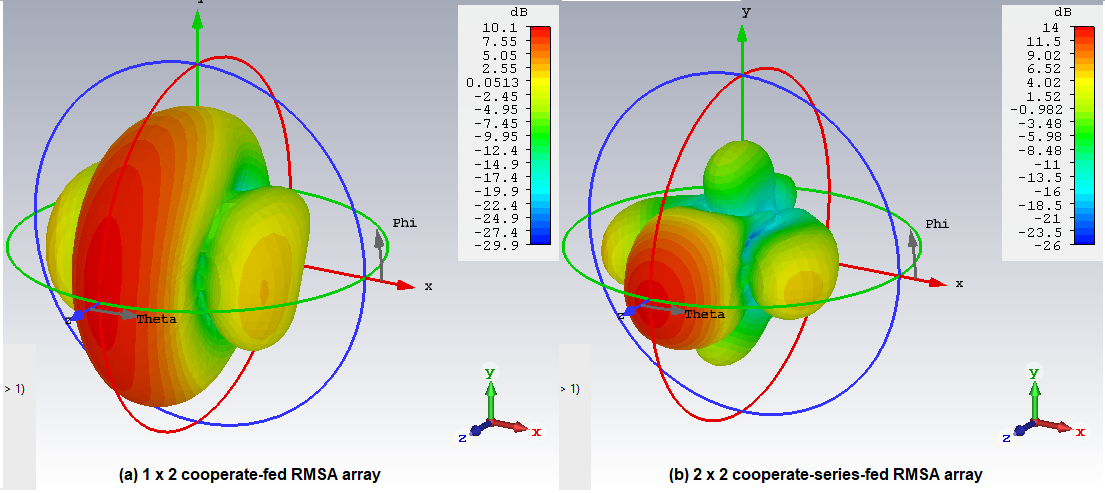 y
dB
10.1
7.55
5.05
2.55
0.0513
-2.45
-4.95
-7.45
-9.95
-12.4
-14.9
-17.4
-19.9
-22.4
-24.9
-27.4
-29.9
Phi
x
z
Theta
> 1)
y
z
x
(a) 1 x 2 cooperate-fed RMSA array
y
dB
14
11.5
9.02
6.52
4.02
1.52
-0.982
-3.48
-5.98
-8.48
-11
-13.5
-16
-18.5
-21
-23.5
-26
Phi
x
z
Theta
> 1)
y
z
x
(b) 2 x 2 cooperate-series-fed RMSA array